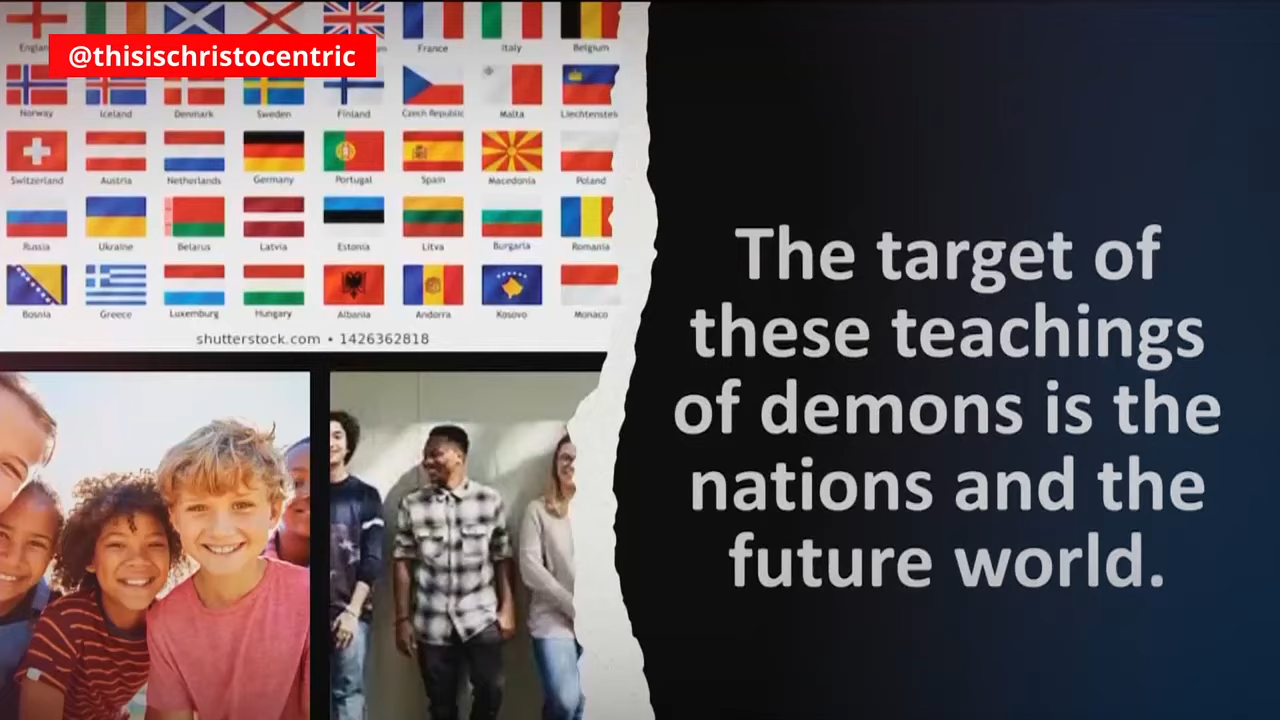 @thisischristocentric
France Italy Belgium
Norway Iceland Denmark Sweden Finland Czech Republic Malta Liechtenstei
Switzerland Austria Netherlands Germany Portugal Spain Macedonia Poland
Russia Ukraine Belarus Latvia Estonia Litva Burgaria Romania
Bosnia Greece Luxemburg Hungary Albania Andorra Kosovo Monaco
shutterstock.com • 1426362818
The target of
these teachings
of demons is the
nations and the
future world.